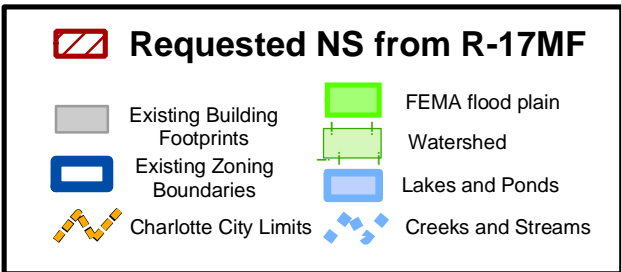 Requested NS from R-17MF
Existing Building
Footprints
Existing Zoning
Boundaries
Charlotte City Limits
FEMA flood plain
Watershed
Lakes and Ponds
Creeks and Streams